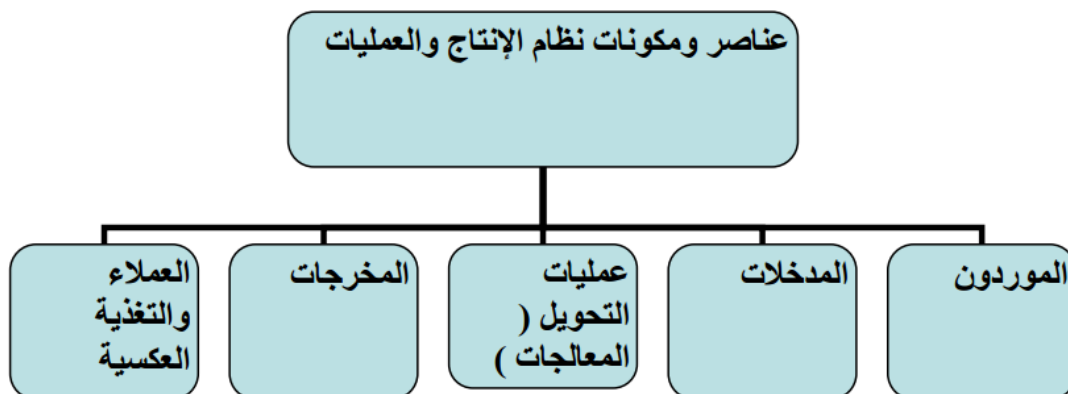 عناصر ومكونات نظام الإنتاج والعمليات
الموردون
المدخلات
عمليات
التحويل (
المعالجات )
المخرجات
العملاء
والتغذية
العكسية